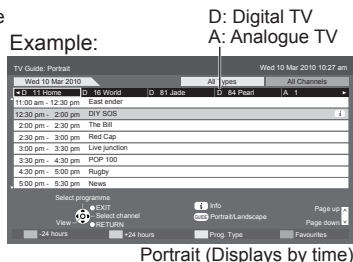 e
D: Digital TV
A: Analogue TV
Example:
TV Guide: Portrait Wed 10 Mar 2010 10:27 am
Wed 10 Mar 2010 All Types All Channels
D 11 Home D 16 World D 81 Jade D 84 Pearl A 1
11:00 am - 12:30 pm East ender
12:30 pm - 2:00 pm DIY SOS i
2:00 pm - 2:30 pm The Bill
2:30 pm - 3:00 pm Red Cap
3:00 pm - 3:30 pm Live junction
3:30 pm - 4:30 pm POP 100
4:30 pm - 5:00 pm Rugby
5:00 pm - 5:30 pm News
Select programme
EXIT
Select channel
View
RETURN
i Info
GUIDE Portrait/Landscape
Page up
Page down
-24 hours +24 hours Prog. Type Favourites
Portrait (Displays by time)